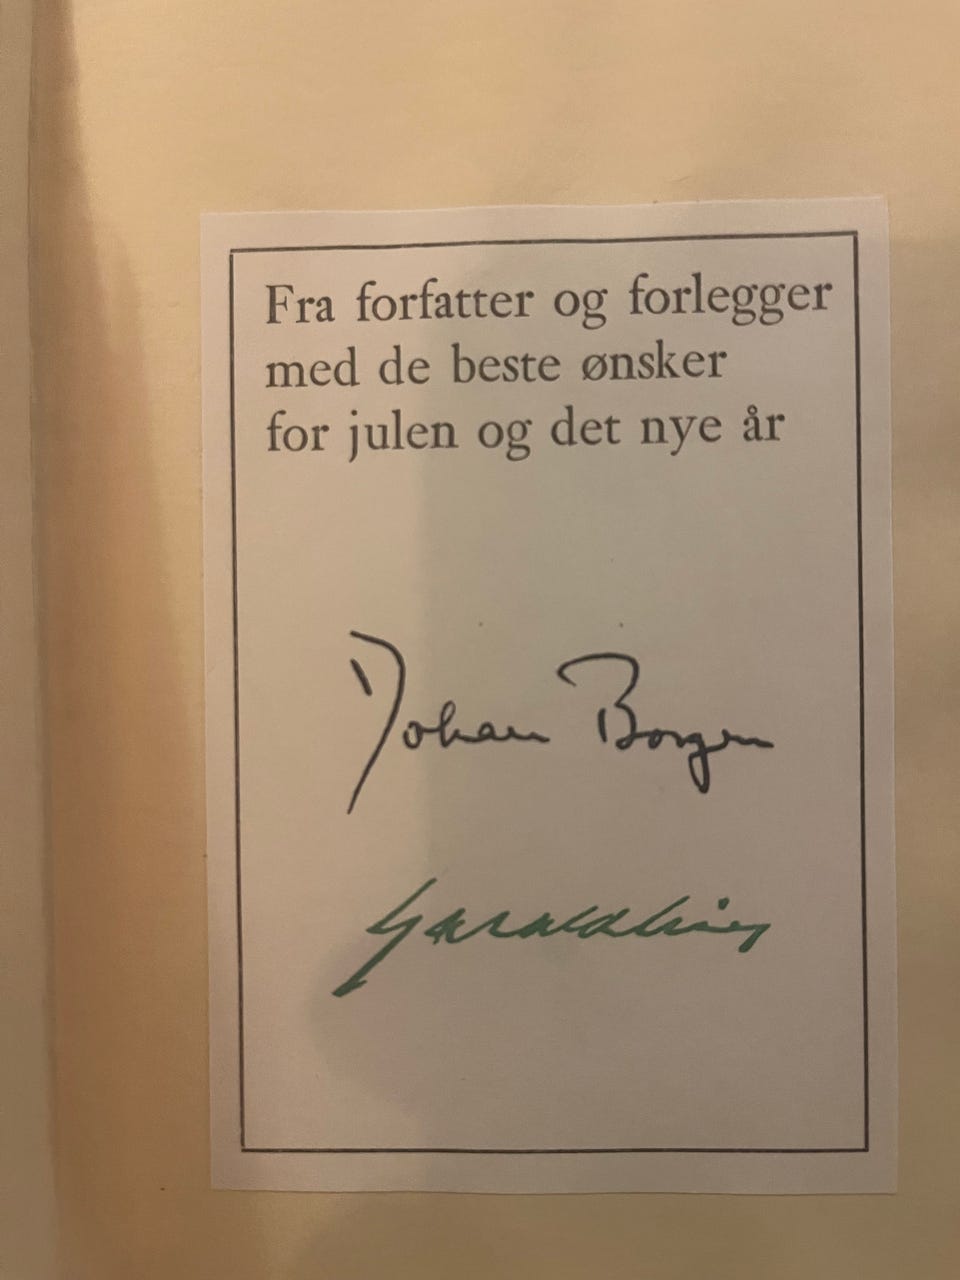 Fra forfatter og forlegger
med de beste ønsker
for julen og det nye år
Johan Borgen